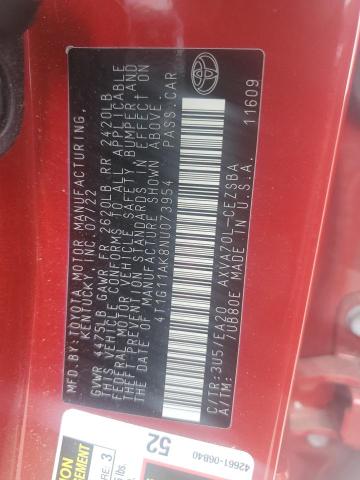 MFD. BY: TOYOTA MOTOR MANUFACTURING,
KENTUCKY, INC. 07/22
GVWR 4475LB GAWR FR 2620LB RR 2420LB
THIS VEHICLE CONFORMS TO ALL APPLICABLE
FEDERAL MOTOR VEHICLE SAFETY, BUMPER AND
THEFT PREVENTION STANDARDS IN EFFECT ON
THE DATE OF MANUFACTURE SHOWN ABOVE.
4T1G11AK8NU073954 PASS.CAR
C/TR:3U5/EA20 AXVA70L-CEZSBA
A/TM: /UB80E MADE IN U.S.A.
11609
42661-06B40
52